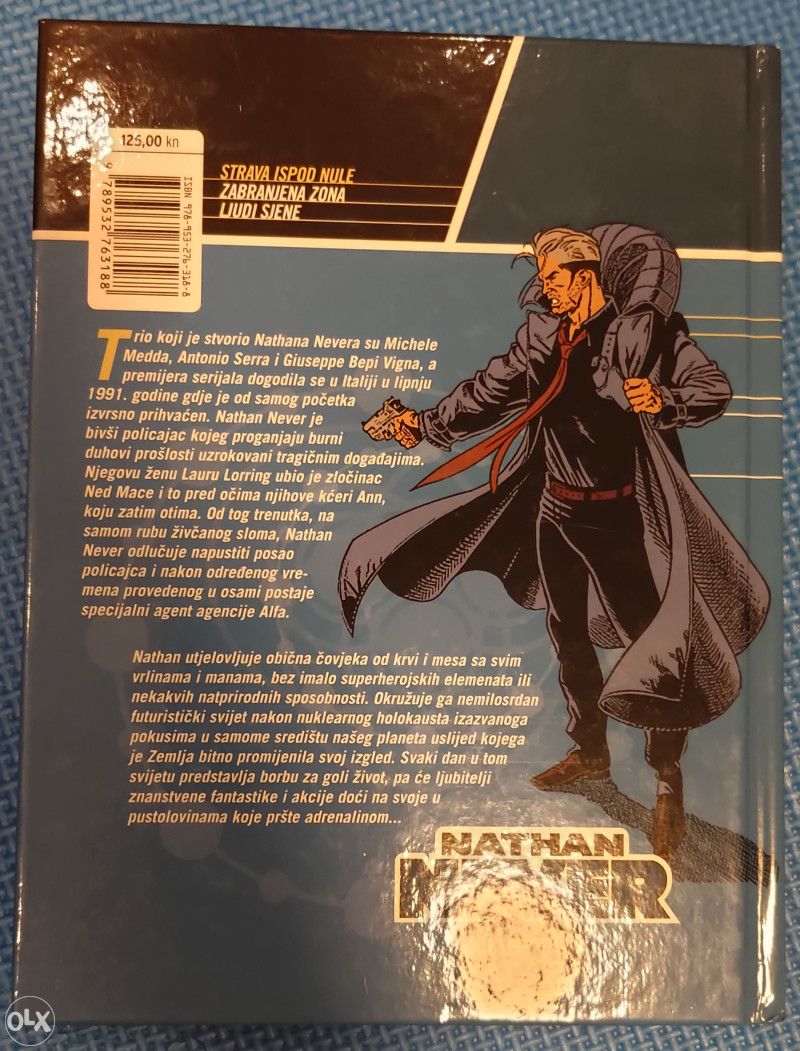 125,00 kn
ISBN 978-953-276-318-8
9 789532 763188
STRAVA ISPOD NULE
ZABRANJENA ZONA
LJUDI SJENE
Trio koji je stvorio Nathana Nevera su Michele
Medda, Antonio Serra i Giuseppe Bepi Vigna, a
premijera serijala dogodila se u Italiji u lipnju
1991. godine gdje je od samog početka
izvrsno prihvaćen. Nathan Never je
bivši policajac kojeg proganjaju burni
duhovi prošlosti uzrokovani tragičnim događajima.
Njegovu ženu Lauru Lorring ubio je zločinac
Ned Mace i to pred očima njihove kćeri Ann,
koju zatim otima. Od tog trenutka, na
samom rubu živčanog sloma, Nathan
Never odlučuje napustiti posao
policajca i nakon određenog vre-
mena provedenog u osami postaje
specijalni agent agencije Alfa.
Nathan utjelovljuje obična čovjeka od krvi i mesa sa svim
vrlinama i manama, bez imalo superherojskih elemenata ili
nekakvih natprirodnih sposobnosti. Okružuje ga nemilosrdan
futuristički svijet nakon nuklearnog holokausta izazvanoga
pokusima u samome središtu našeg planeta uslijed kojega
je Zemlja bitno promijenila svoj izgled. Svaki dan u tom
svijetu predstavlja borbu za goli život, pa će ljubitelji
znanstvene fantastike i akcije doći na svoje u
pustolovinama koje pršte adrenalinom...
NATHAN
NEVER
OLX